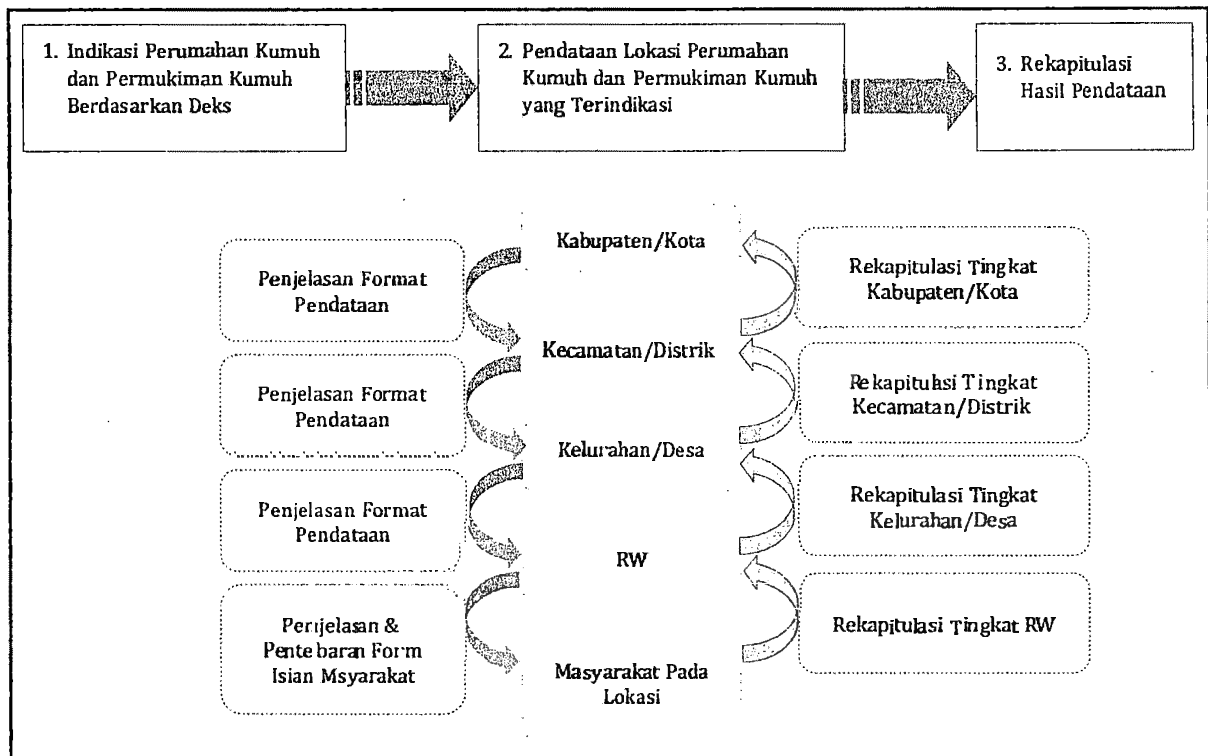 1. Indikasi Perumahan Kumuh
dan Permukiman Kumuh
Berdasarkan Deks
2. Pendataan Lokasi Perumahan
Kumuh dan Permukiman Kumuh
yang Terindikasi
3. Rekapitulasi
Hasil Pendataan
Penjelasan Format
Pendataan
Penjelasan Format
Pendataan
Penjelasan Format
Pendataan
Penjelasan &
Pentebaran Form
Isian Msyarakat
Kabupaten/Kota
Kecamatan/Distrik
Kelurahan/Desa
RW
Masyarakat Pada
Lokasi
Rekapitulasi Tingkat
Kabupaten/Kota
Rekapitulasi Tingkat
Kecamatan/Distrik
Rekapitulasi Tingkat
Kelurahan/Desa
Rekapitulasi Tingkat RW